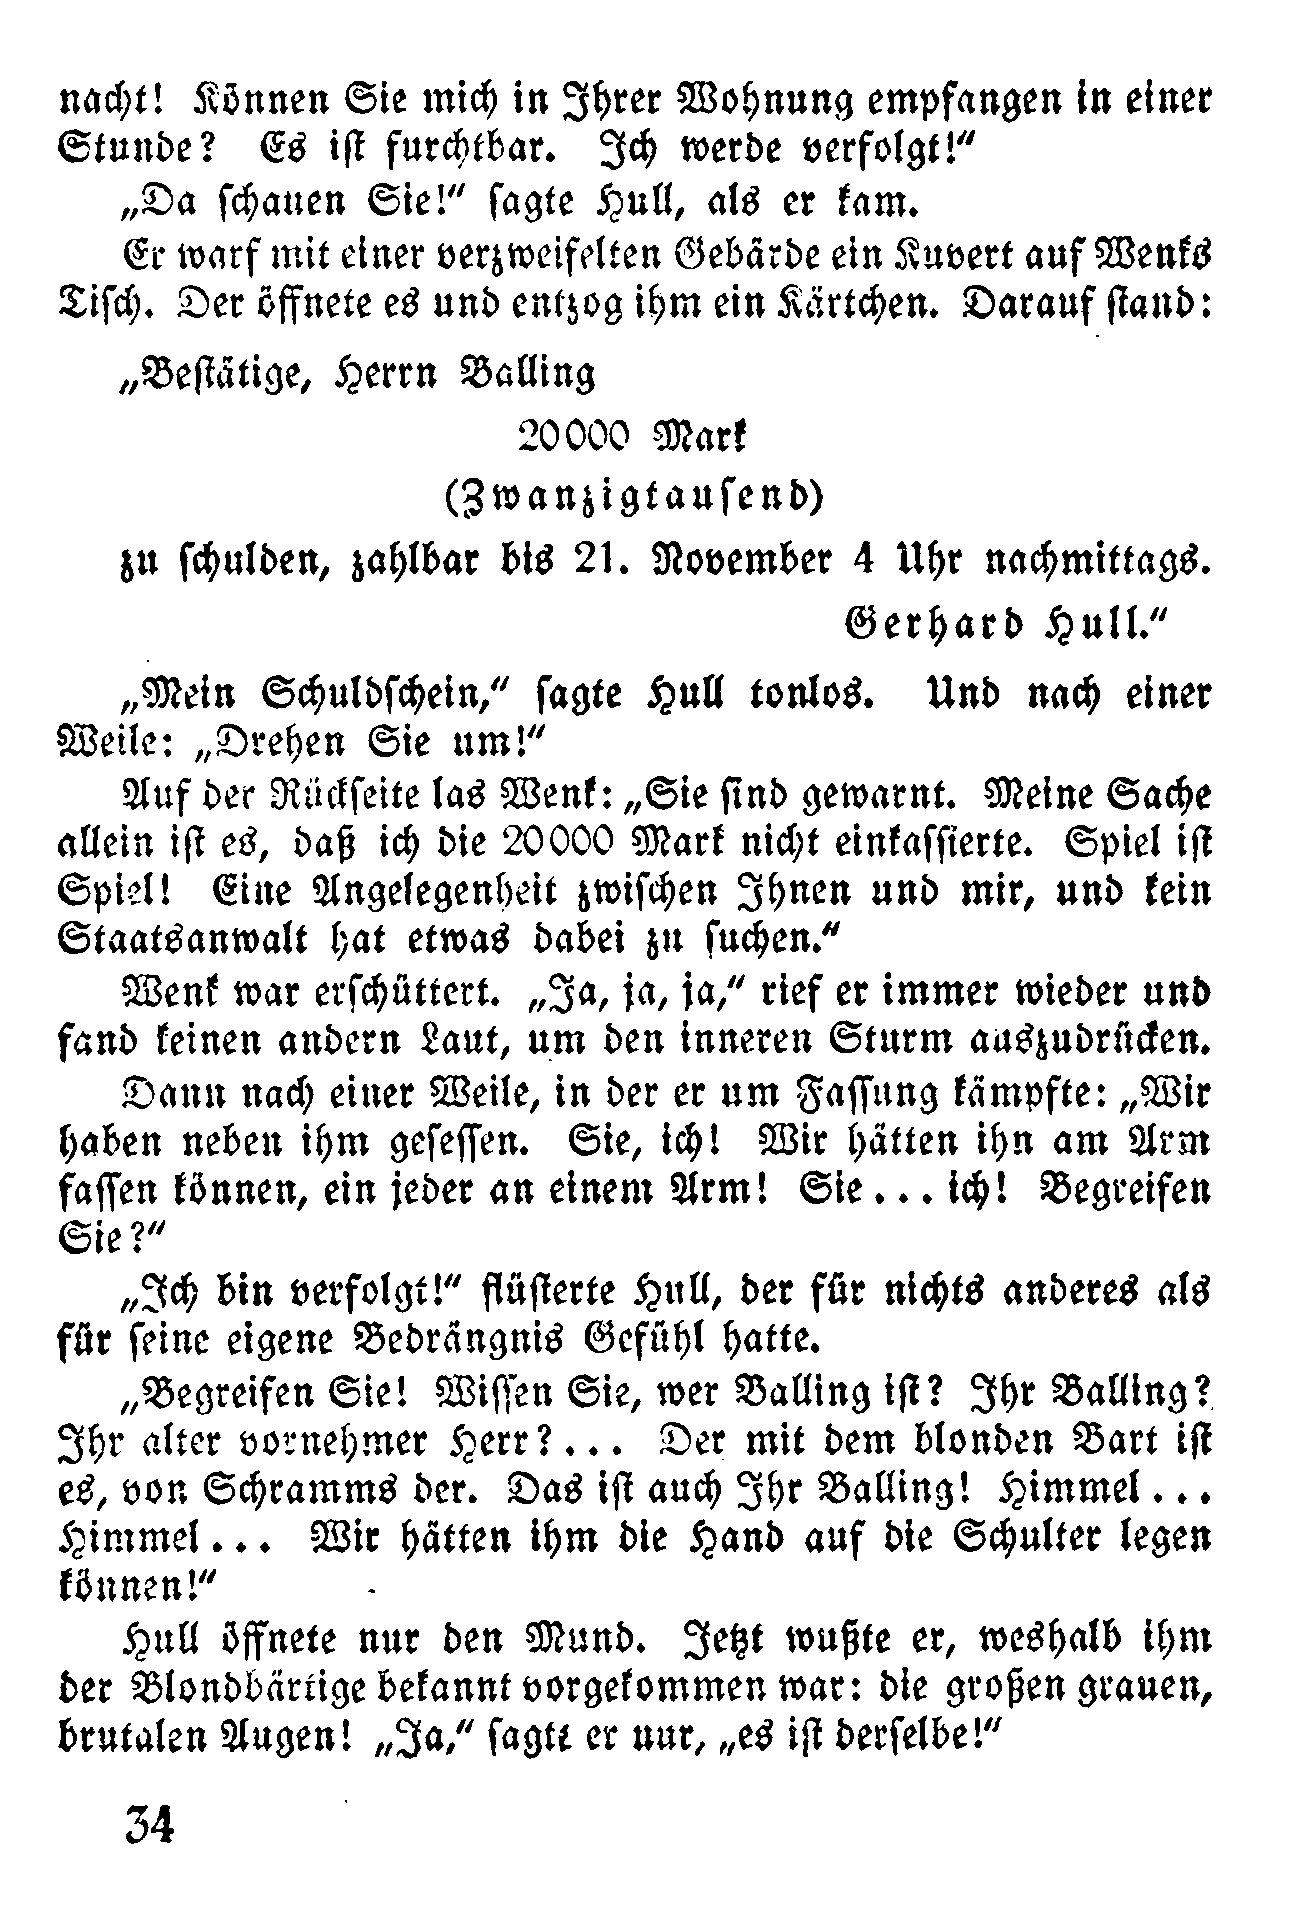 nacht! Können Sie mich in Ihrer Wohnung empfangen in einer
Stunde? Es ist furchtbar. Ich werde verfolgt!“
„Da schauen Sie!“ sagte Hull, als er kam.
Er warf mit einer verzweifelten Gebärde ein Kuvert auf Wenks
Tisch. Der öffnete es und entzog ihm ein Kärtchen. Darauf stand:
„Bestätige, Herrn Balling
20000 Mark
(Zwanzigtausend)
zu schulden, zahlbar bis 21. November 4 Uhr nachmittags.
Gerhard Hull.“
„Mein Schuldschein,“ sagte Hull tonlos. Und nach einer
Weile: „Drehen Sie um!“
Auf der Rückseite las Wenk: „Sie sind gewarnt. Meine Sache
allein ist es, daß ich die 20000 Mark nicht einkassierte. Spiel ist
Spiel! Eine Angelegenheit zwischen Ihnen und mir, und kein
Staatsanwalt hat etwas dabei zu suchen.“
Wenk war erschüttert. „Ja, ja, ja,“ rief er immer wieder und
fand keinen andern Laut, um den inneren Sturm auszudrücken.
Dann nach einer Weile, in der er um Fassung kämpfte: „Wir
haben neben ihm gesessen. Sie, ich! Wir hätten ihn am Arm
fassen können, ein jeder an einem Arm! Sie... ich! Begreifen
Sie?“
„Ich bin verfolgt!“ flüsterte Hull, der für nichts anderes als
für seine eigene Bedrängnis Gefühl hatte.
„Begreifen Sie! Wissen Sie, wer Balling ist? Ihr Balling?
Ihr alter vornehmer Herr?... Der mit dem blonden Bart ist
es, von Schramms der. Das ist auch Ihr Balling! Himmel...
Himmel... Wir hätten ihm die Hand auf die Schulter legen
können!“
Hull öffnete nur den Mund. Jetzt wußte er, weshalb ihm
der Blondbärtige bekannt vorgekommen war: die großen grauen,
brutalen Augen! „Ja,“ sagte er nur, „es ist derselbe!“
34